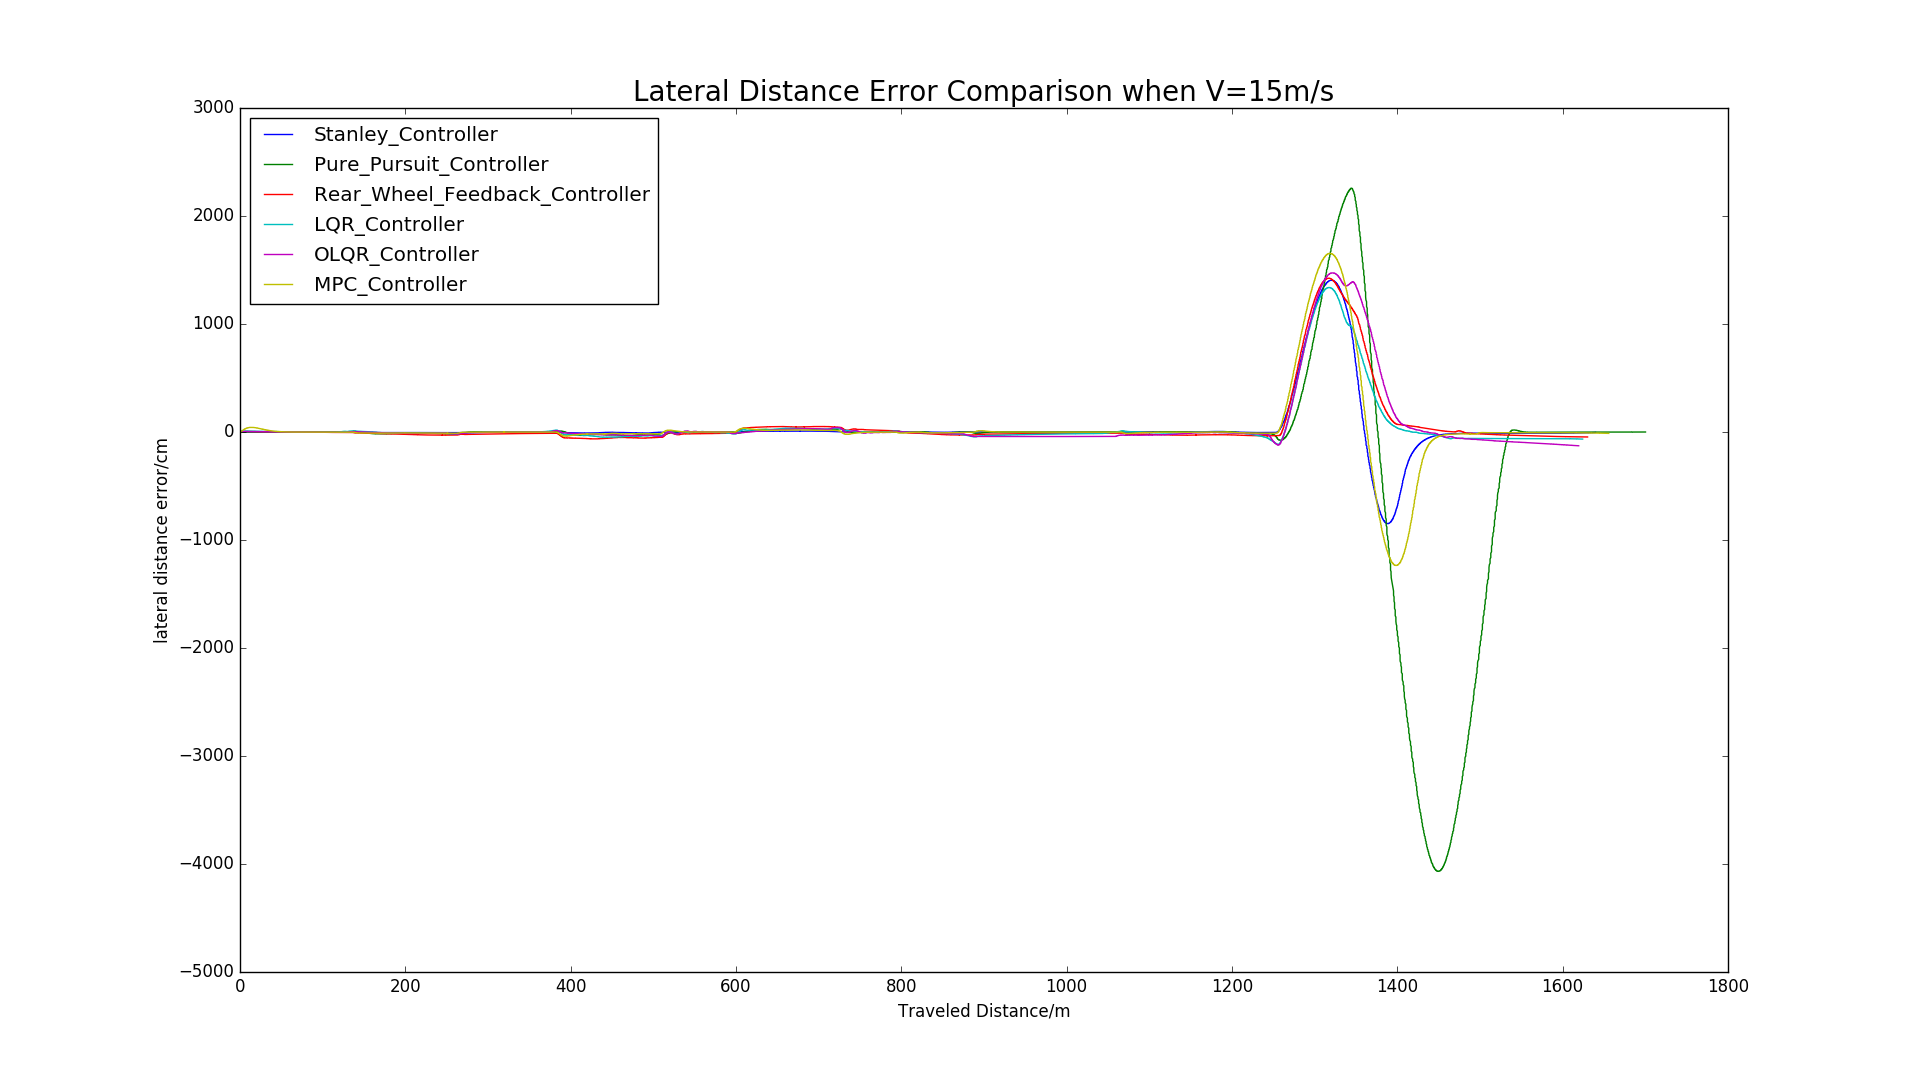 Lateral Distance Error Comparison when V=15m/s
3000
2000
1000
0
−1000
−2000
−3000
−4000
−5000
lateral distance error/cm
Stanley_Controller
Pure_Pursuit_Controller
Rear_Wheel_Feedback_Controller
LQR_Controller
OLQR_Controller
MPC_Controller
0 200 400 600 800 1000 1200 1400 1600 1800
Traveled Distance/m